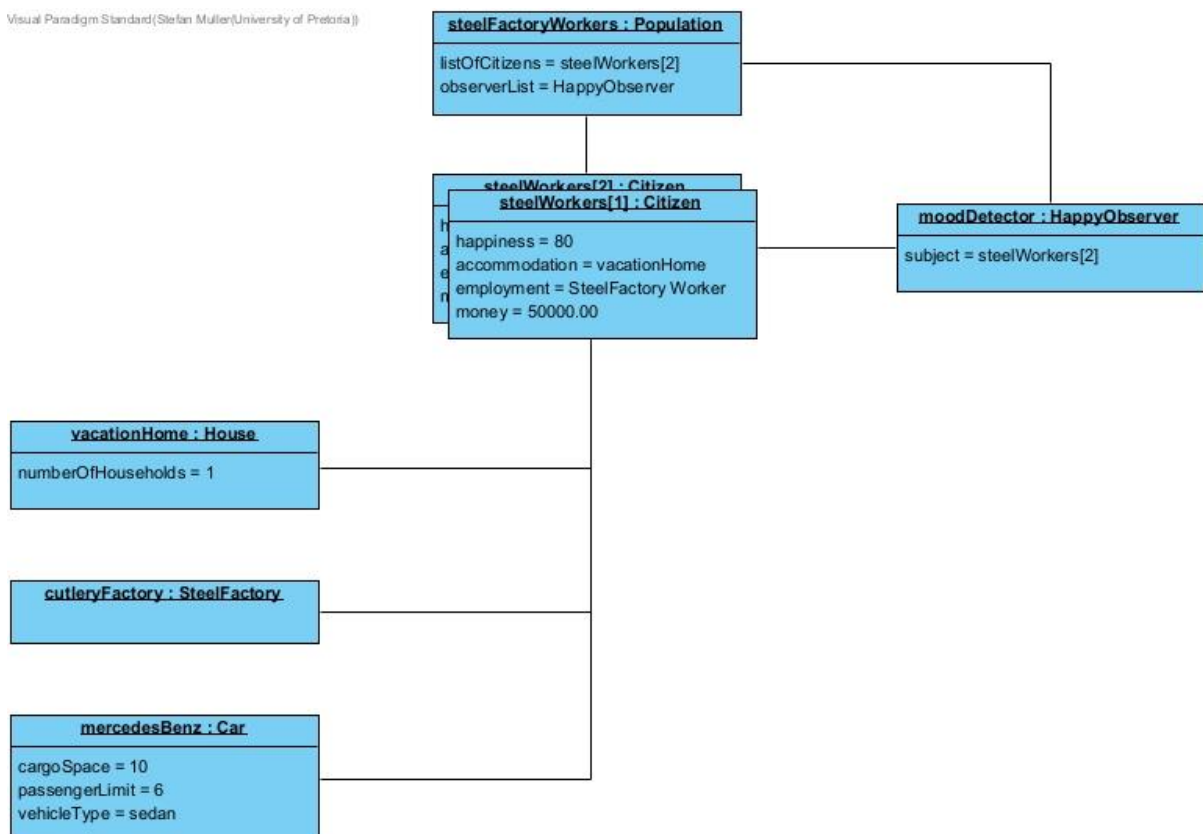 Visual Paradigm Standard(Stefan Muller(University of Pretoria))
steelFactoryWorkers : Population
listOfCitizens = steelWorkers[2]
observerList = HappyObserver
steelWorkers[2] : Citizen
steelWorkers[1] : Citizen
happiness = 80
accommodation = vacationHome
employment = SteelFactory Worker
money = 50000.00
moodDetector : HappyObserver
subject = steelWorkers[2]
vacationHome : House
numberOfHouseholds = 1
cutleryFactory : SteelFactory
mercedesBenz : Car
cargoSpace = 10
passengerLimit = 6
vehicleType = sedan